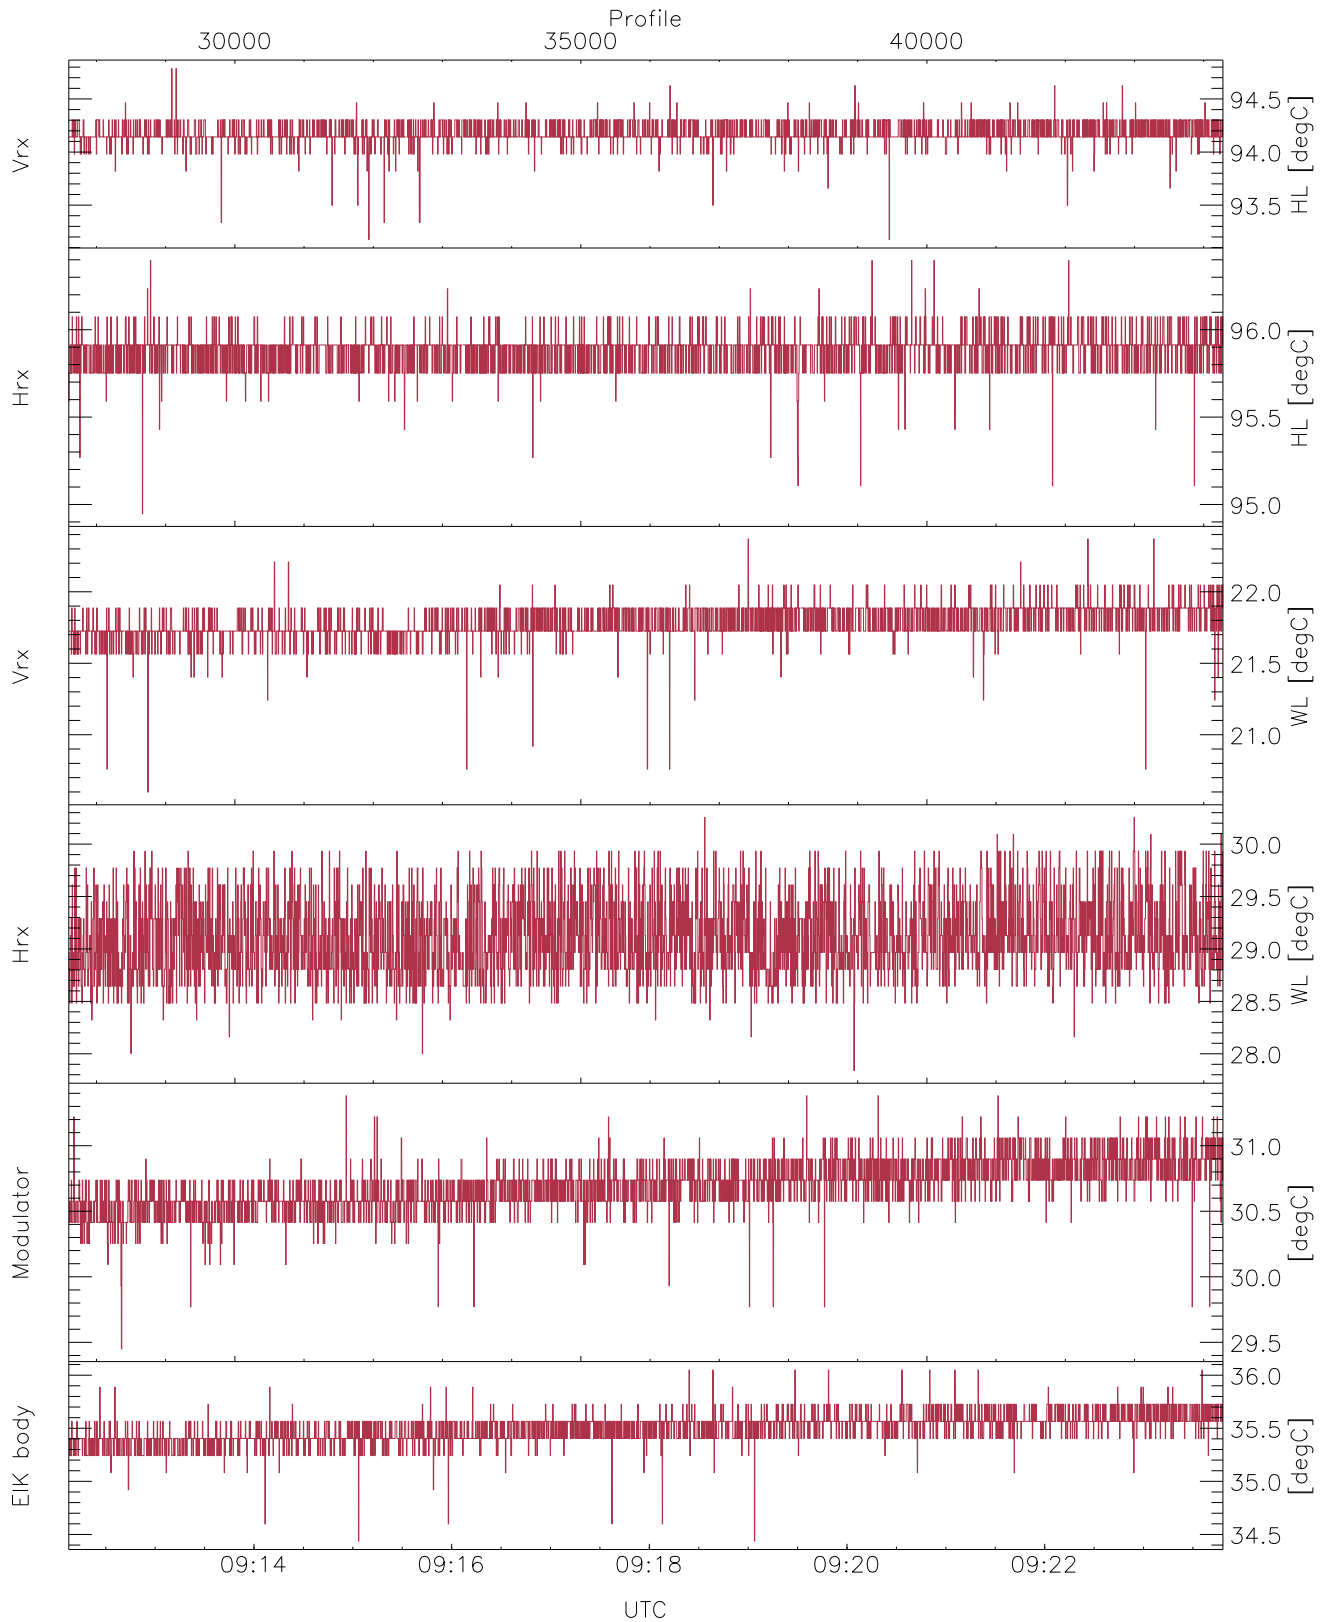 Profile
30000 35000 40000
Vrx
94.5
94.0
93.5
HL [degC]
Hrx
96.0
95.5
95.0
HL [degC]
Vrx
22.0
21.5
21.0
WL [degC]
Hrx
30.0
29.5
29.0
28.5
28.0
WL [degC]
Modulator
31.0
30.5
30.0
29.5
[degC]
EIK body
36.0
35.5
35.0
34.5
[degC]
09:14 09:16 09:18 09:20 09:22
UTC